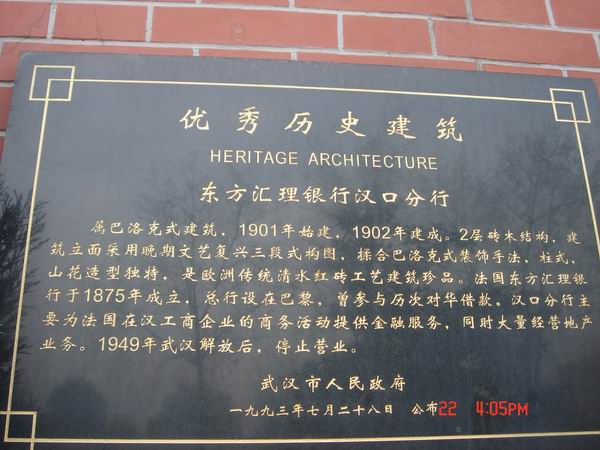 优秀历史建筑
HERITAGE ARCHITECTURE
东方汇理银行汉口分行
属巴洛克式建筑，1901年始建，1902年建成。2层砖木结构，建
筑立面采用晚期文艺复兴三段式构图，揉合巴洛克式装饰手法，柱式、
山花造型独特，是欧洲传统清水红砖工艺建筑珍品。法国东方汇理银
行于1875年成立，总行设在巴黎，曾参与历次对华借款。汉口分行主
要为法国在汉工商企业的商务活动提供金融服务，同时大量经营地产
业务。1949年武汉解放后，停止营业。
武汉市人民政府
一九九三年七月二十八日 公布
22 4:05PM